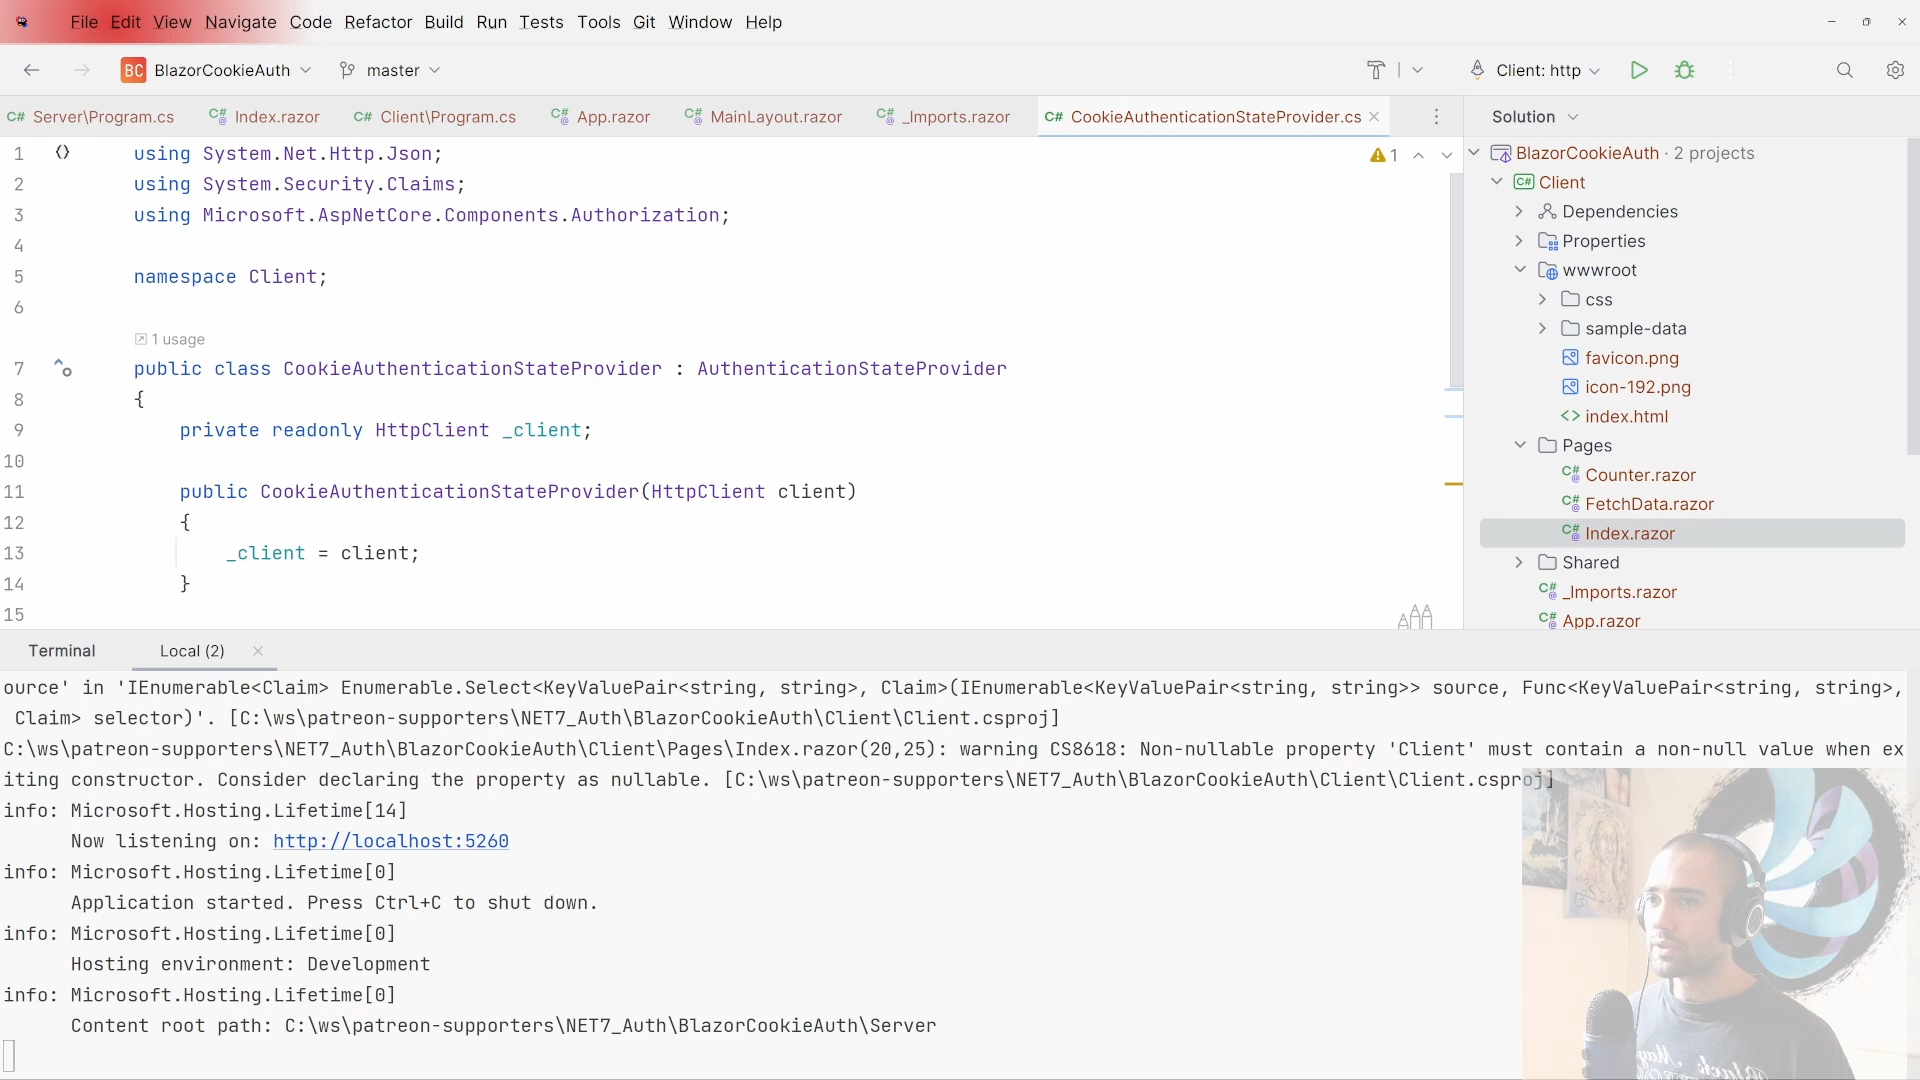 File Edit View Navigate Code Refactor Build Run Tests Tools Git Window Help
BC BlazorCookieAuth master Client: http
C# Server\Program.cs C# Index.razor C# Client\Program.cs C# App.razor C# MainLayout.razor C# _Imports.razor C# CookieAuthenticationStateProvider.cs
Solution
1 using System.Net.Http.Json;
1
2 using System.Security.Claims;
3 using Microsoft.AspNetCore.Components.Authorization;
4
5 namespace Client;
6
1 usage
7 public class CookieAuthenticationStateProvider : AuthenticationStateProvider
8 {
9 private readonly HttpClient _client;
10
11 public CookieAuthenticationStateProvider(HttpClient client)
12 {
13 _client = client;
14 }
15
BlazorCookieAuth · 2 projects
C# Client
Dependencies
Properties
wwwroot
css
sample-data
favicon.png
icon-192.png
<> index.html
Pages
C# Counter.razor
C# FetchData.razor
C# Index.razor
Shared
C# _Imports.razor
C# App.razor
Terminal Local (2)
ource' in 'IEnumerable<Claim> Enumerable.Select<KeyValuePair<string, string>, Claim>(IEnumerable<KeyValuePair<string, string>> source, Func<KeyValuePair<string, string>,
Claim> selector)'. [C:\ws\patreon-supporters\NET7_Auth\BlazorCookieAuth\Client\Client.csproj]
C:\ws\patreon-supporters\NET7_Auth\BlazorCookieAuth\Client\Pages\Index.razor(20,25): warning CS8618: Non-nullable property 'Client' must contain a non-null value when ex
iting constructor. Consider declaring the property as nullable. [C:\ws\patreon-supporters\NET7_Auth\BlazorCookieAuth\Client\Client.csproj]
info: Microsoft.Hosting.Lifetime[14]
Now listening on: http://localhost:5260
info: Microsoft.Hosting.Lifetime[0]
Application started. Press Ctrl+C to shut down.
info: Microsoft.Hosting.Lifetime[0]
Hosting environment: Development
info: Microsoft.Hosting.Lifetime[0]
Content root path: C:\ws\patreon-supporters\NET7_Auth\BlazorCookieAuth\Server